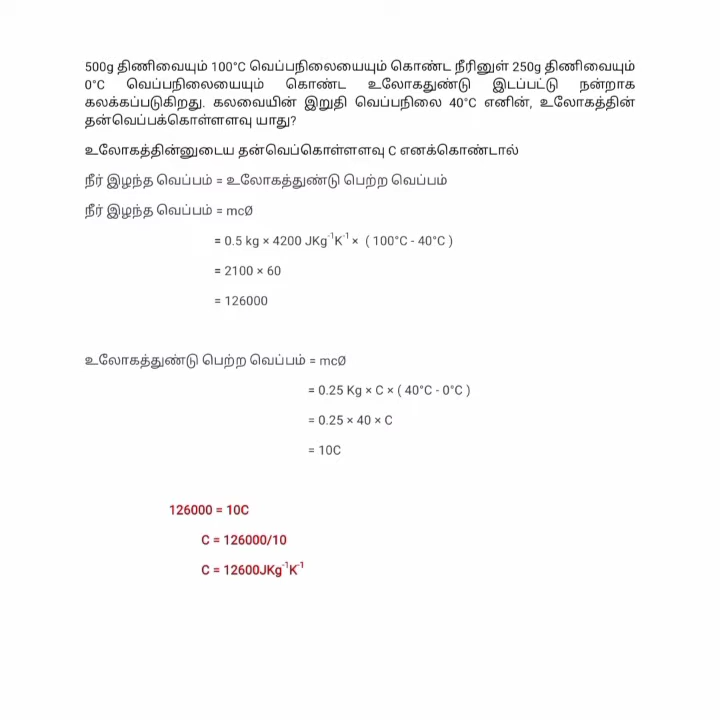 500g திணிவையும் 100°C வெப்பநிலையையும் கொண்ட நீரினுள் 250g திணிவையும்
0°C வெப்பநிலையையும் கொண்ட உலோகதுண்டு இடப்பட்டு நன்றாக
கலக்கப்படுகிறது. கலவையின் இறுதி வெப்பநிலை 40°C எனின், உலோகத்தின்
தன்வெப்பக்கொள்ளளவு யாது?
உலோகத்தின்னுடைய தன்வெப்கொள்ளளவு C எனக்கொண்டால்
நீர் இழந்த வெப்பம் = உலோகத்துண்டு பெற்ற வெப்பம்
நீர் இழந்த வெப்பம் = mcØ
= 0.5 kg × 4200 JKg⁻¹K⁻¹ × ( 100°C - 40°C )
= 2100 × 60
= 126000
உலோகத்துண்டு பெற்ற வெப்பம் = mcØ
= 0.25 Kg × C × ( 40°C - 0°C )
= 0.25 × 40 × C
= 10C
126000 = 10C
C = 126000/10
C = 12600JKg⁻¹K⁻¹